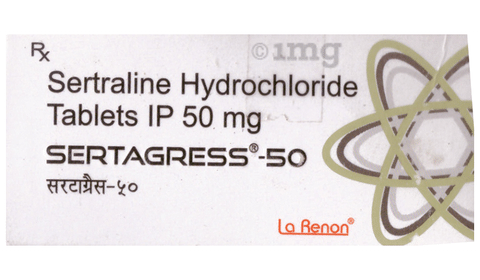 ©1mg
Rx
Sertraline Hydrochloride
Tablets IP 50 mg
SERTAGRESS®-50
सरटाग्रैस-५०
La Renon®